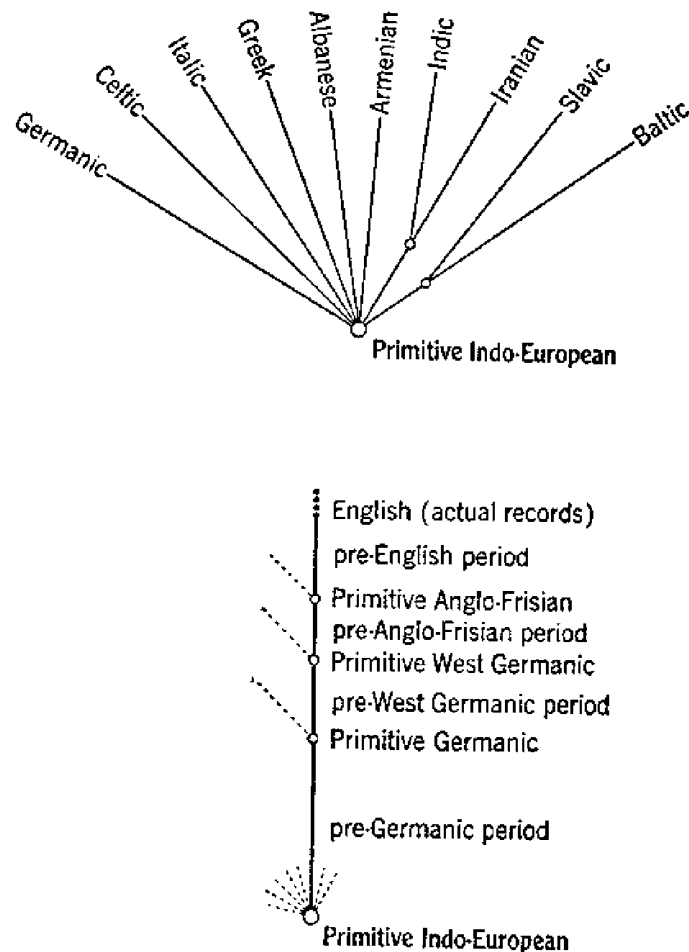 Germanic
Celtic
Italic
Greek
Albanese
Armenian
Indic
Iranian
Slavic
Baltic
Primitive Indo-European
English (actual records)
pre-English period
Primitive Anglo-Frisian
pre-Anglo-Frisian period
Primitive West Germanic
pre-West Germanic period
Primitive Germanic
pre-Germanic period
Primitive Indo-European